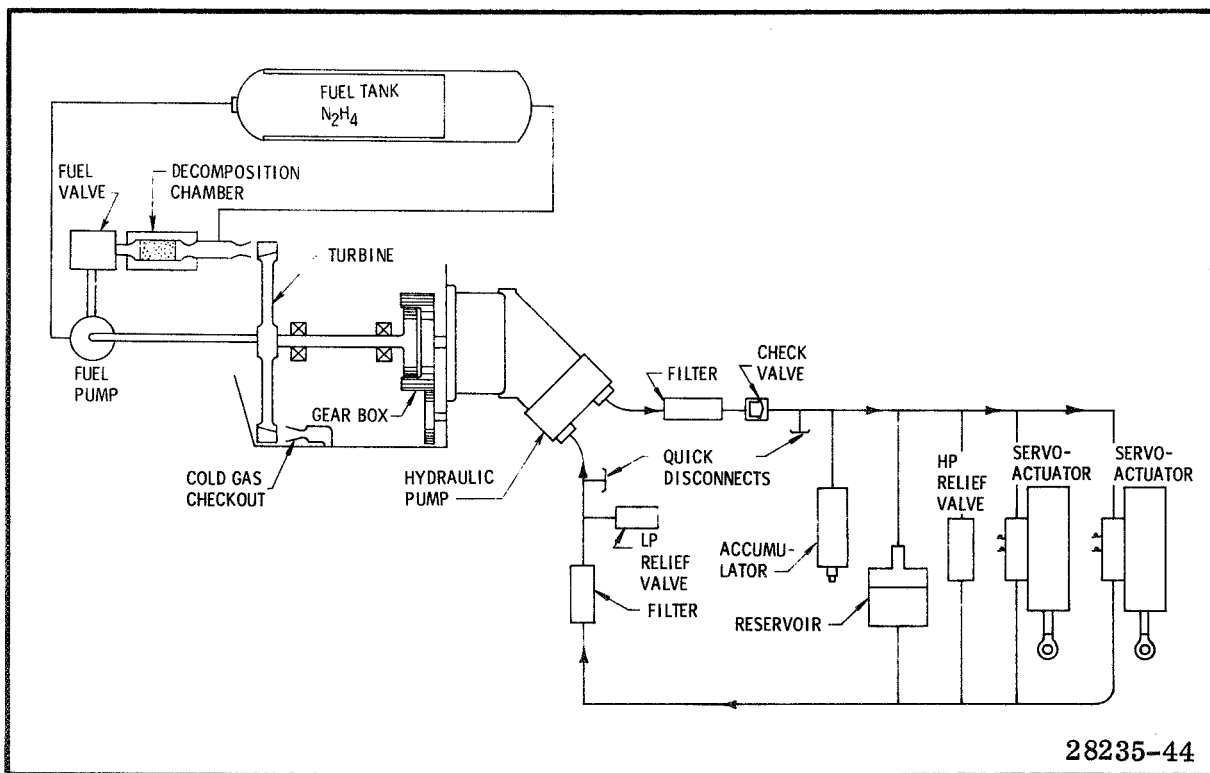 FUEL TANK
N₂H₄
FUEL
VALVE
DECOMPOSITION
CHAMBER
TURBINE
FUEL
PUMP
GEAR BOX
COLD GAS
CHECKOUT
HYDRAULIC
PUMP
FILTER
CHECK
VALVE
QUICK
DISCONNECTS
LP
RELIEF
VALVE
FILTER
ACCUMU-
LATOR
RESERVOIR
HP
RELIEF
VALVE
SERVO-
ACTUATOR
SERVO-
ACTUATOR
28235-44